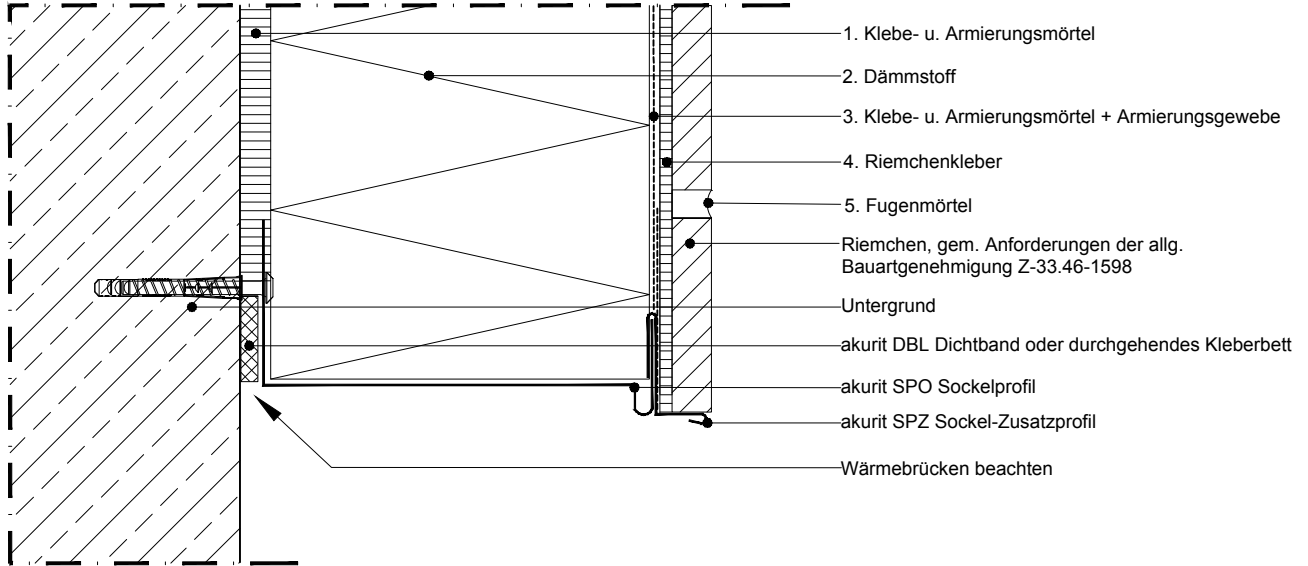 1. Klebe- u. Armierungsmörtel
2. Dämmstoff
3. Klebe- u. Armierungsmörtel + Armierungsgewebe
4. Riemchenkleber
5. Fugenmörtel
Riemchen, gem. Anforderungen der allg.
Bauartgenehmigung Z-33.46-1598
Untergrund
akurit DBL Dichtband oder durchgehendes Kleberbett
akurit SPO Sockelprofil
akurit SPZ Sockel-Zusatzprofil
Wärmebrücken beachten